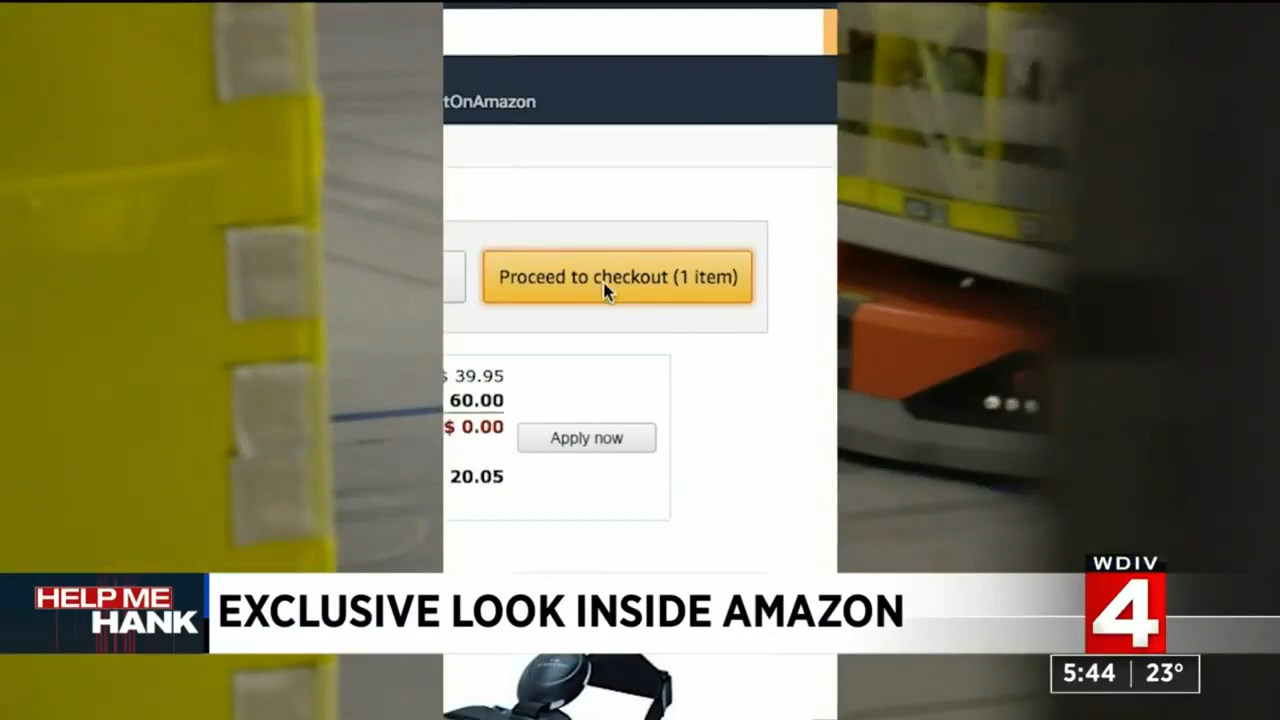 tOnAmazon
Proceed to checkout (1 item)
$ 39.95
60.00
$ 0.00
Apply now
20.05
HELP ME
HANK
EXCLUSIVE LOOK INSIDE AMAZON
WDIV
4
5:44
23°